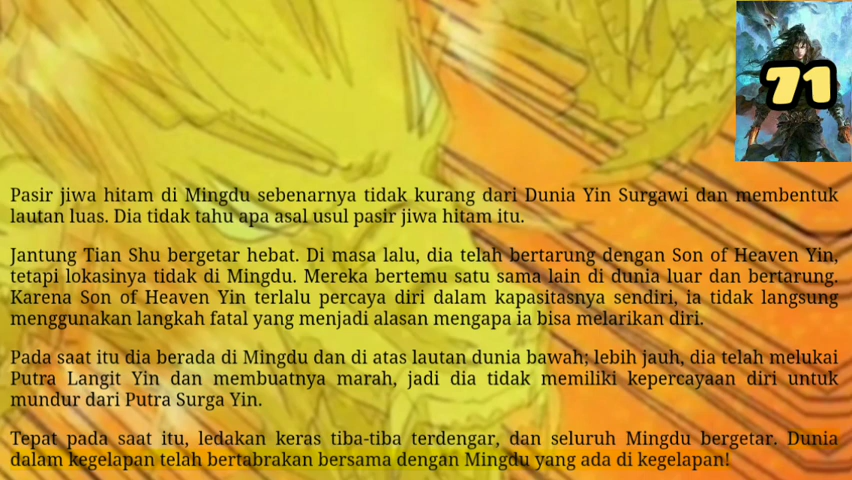 71
Pasir jiwa hitam di Mingdu sebenarnya tidak kurang dari Dunia Yin Surgawi dan membentuk
lautan luas. Dia tidak tahu apa asal usul pasir jiwa hitam itu.
Jantung Tian Shu bergetar hebat. Di masa lalu, dia telah bertarung dengan Son of Heaven Yin,
tetapi lokasinya tidak di Mingdu. Mereka bertemu satu sama lain di dunia luar dan bertarung.
Karena Son of Heaven Yin terlalu percaya diri dalam kapasitasnya sendiri, ia tidak langsung
menggunakan langkah fatal yang menjadi alasan mengapa ia bisa melarikan diri.
Pada saat itu dia berada di Mingdu dan di atas lautan dunia bawah; lebih jauh, dia telah melukai
Putra Langit Yin dan membuatnya marah, jadi dia tidak memiliki kepercayaan diri untuk
mundur dari Putra Surga Yin.
Tepat pada saat itu, ledakan keras tiba-tiba terdengar, dan seluruh Mingdu bergetar. Dunia
dalam kegelapan telah bertabrakan bersama dengan Mingdu yang ada di kegelapan!